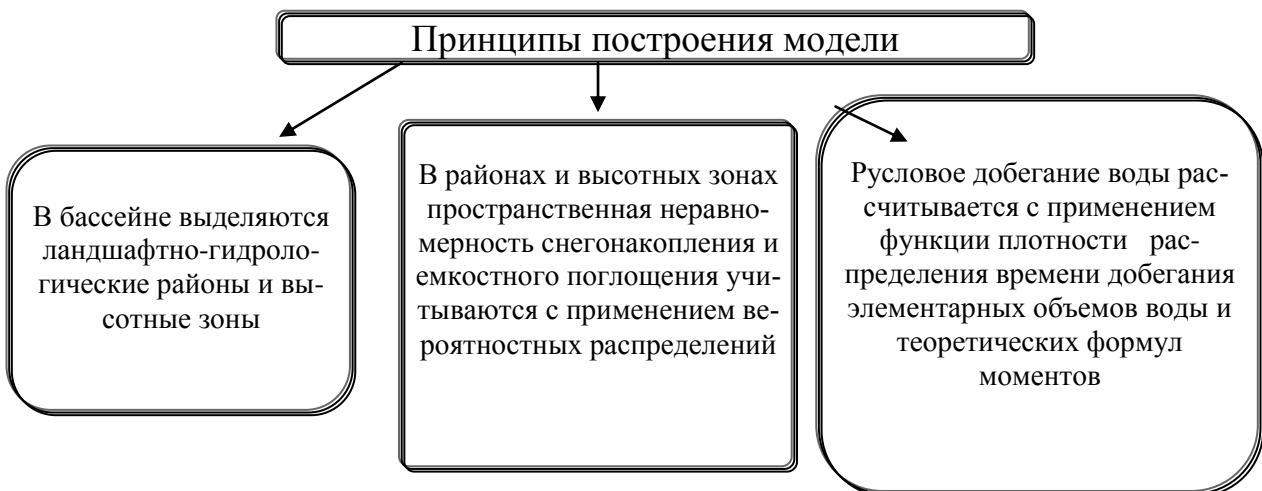 Принципы построения модели
В бассейне выделяются
ландшафтно-гидроло-
гические районы и вы-
сотные зоны
В районах и высотных зонах
пространственная неравно-
мерность снегонакопления и
емкостного поглощения учи-
тываются с применением ве-
роятностных распределений
Русловое добегание воды рас-
считывается с применением
функции плотности рас-
пределения времени добегания
элементарных объемов воды и
теоретических формул
моментов